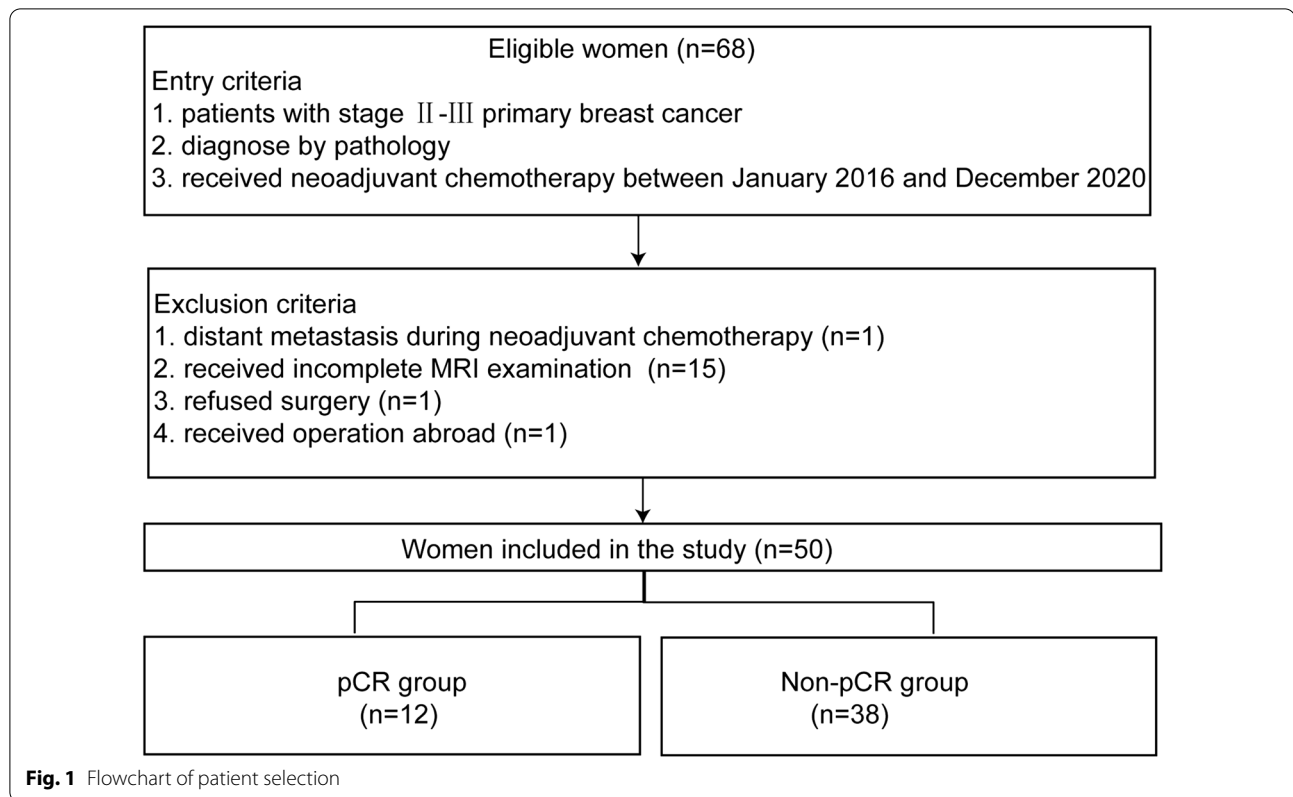 Eligible women (n=68)
Entry criteria
1. patients with stage Ⅱ-III primary breast cancer
2. diagnose by pathology
3. received neoadjuvant chemotherapy between January 2016 and December 2020
Exclusion criteria
1. distant metastasis during neoadjuvant chemotherapy (n=1)
2. received incomplete MRI examination (n=15)
3. refused surgery (n=1)
4. received operation abroad (n=1)
Women included in the study (n=50)
pCR group
(n=12)
Non-pCR group
(n=38)
Fig. 1 Flowchart of patient selection